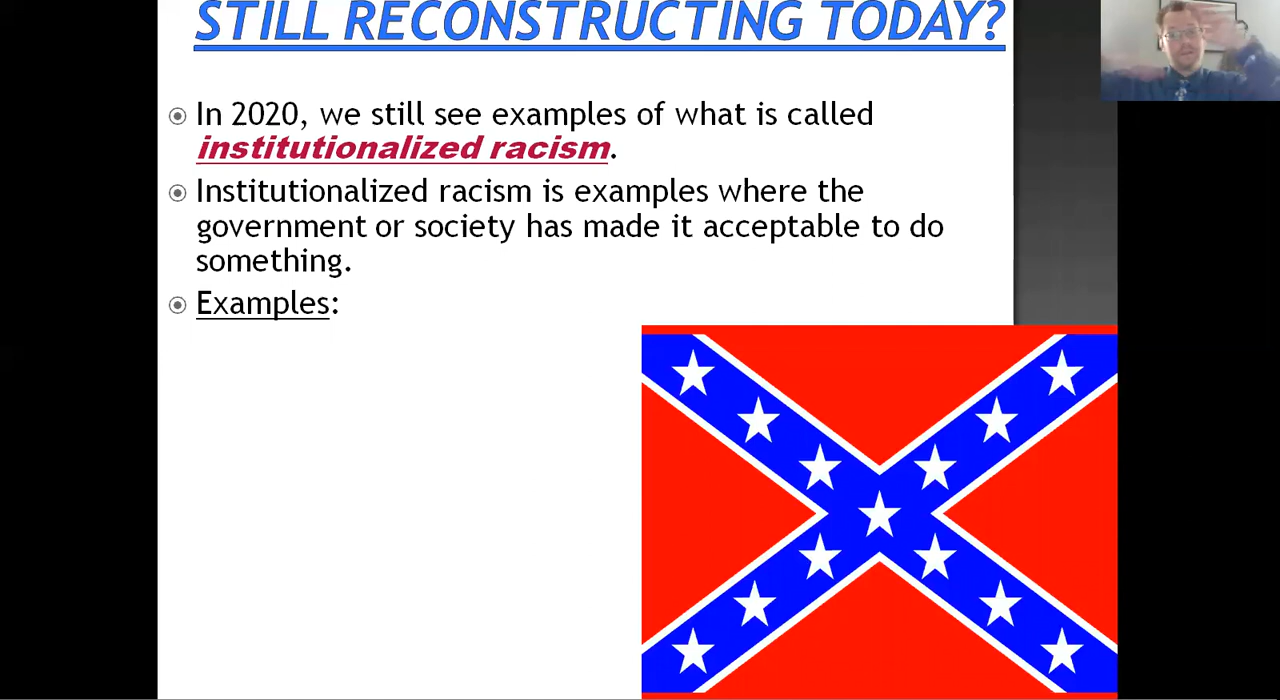 STILL RECONSTRUCTING TODAY?
In 2020, we still see examples of what is called
institutionalized racism.
Institutionalized racism is examples where the
government or society has made it acceptable to do
something.
Examples: